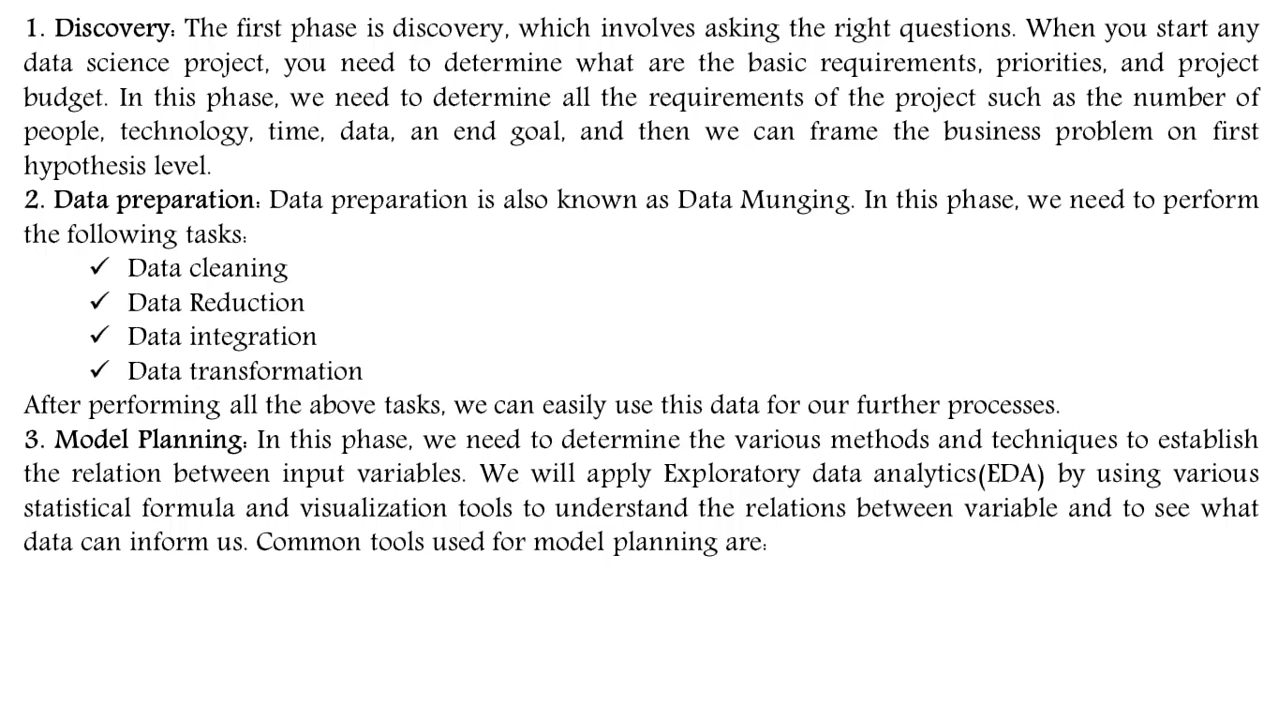 1. Discovery: The first phase is discovery, which involves asking the right questions. When you start any
data science project, you need to determine what are the basic requirements, priorities, and project
budget. In this phase, we need to determine all the requirements of the project such as the number of
people, technology, time, data, an end goal, and then we can frame the business problem on first
hypothesis level.
2. Data preparation: Data preparation is also known as Data Munging. In this phase, we need to perform
the following tasks:
✓ Data cleaning
✓ Data Reduction
✓ Data integration
✓ Data transformation
After performing all the above tasks, we can easily use this data for our further processes.
3. Model Planning: In this phase, we need to determine the various methods and techniques to establish
the relation between input variables. We will apply Exploratory data analytics(EDA) by using various
statistical formula and visualization tools to understand the relations between variable and to see what
data can inform us. Common tools used for model planning are: